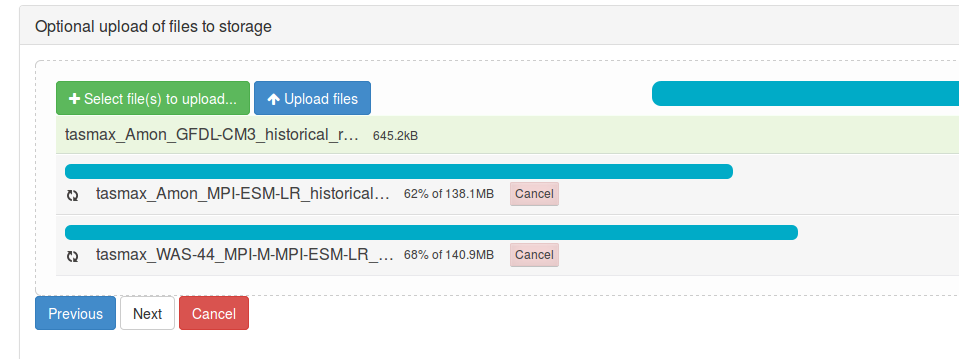 Optional upload of files to storage
Select file(s) to upload... Upload files
tasmax_Amon_GFDL-CM3_historical_r... 645.2kB
tasmax_Amon_MPI-ESM-LR_historical... 62% of 138.1MB Cancel
tasmax_WAS-44_MPI-M-MPI-ESM-LR_... 68% of 140.9MB Cancel
Previous Next Cancel